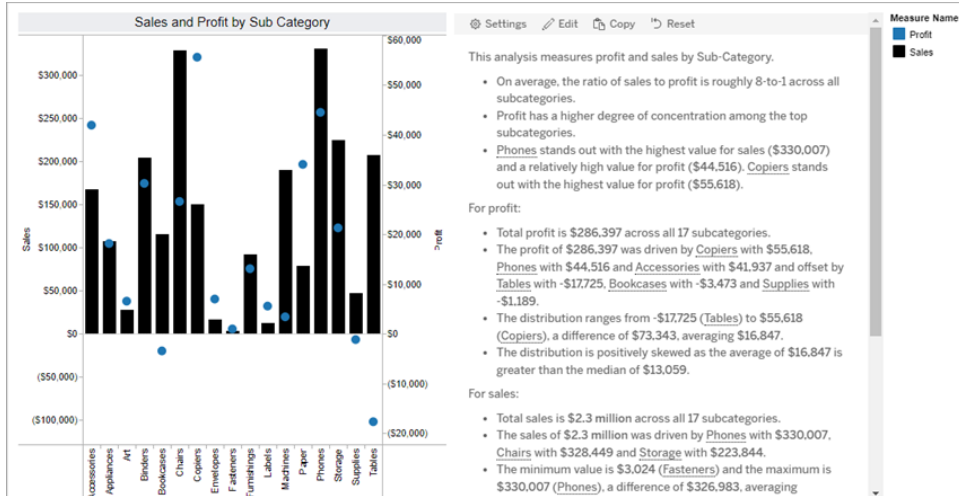 Sales and Profit by Sub Category
$300,000
$250,000
$200,000
$150,000
$100,000
$50,000
$0
($50,000)
($100,000)
Sales
$60,000
$50,000
$40,000
$30,000
$20,000
$10,000
$0
($10,000)
($20,000)
Profit
Accessories
Appliances
Art
Binders
Bookcases
Chairs
Copiers
Envelopes
Fasteners
Furnishings
Labels
Machines
Paper
Phones
Storage
Supplies
Tables
Settings Edit Copy Reset
This analysis measures profit and sales by Sub-Category.
• On average, the ratio of sales to profit is roughly 8-to-1 across all
subcategories.
• Profit has a higher degree of concentration among the top
subcategories.
• Phones stands out with the highest value for sales ($330,007)
and a relatively high value for profit ($44,516). Copiers stands
out with the highest value for profit ($55,618).
For profit:
• Total profit is $286,397 across all 17 subcategories.
• The profit of $286,397 was driven by Copiers with $55,618,
Phones with $44,516 and Accessories with $41,937 and offset by
Tables with -$17,725, Bookcases with -$3,473 and Supplies with
-$1,189.
• The distribution ranges from -$17,725 (Tables) to $55,618
(Copiers), a difference of $73,343, averaging $16,847.
• The distribution is positively skewed as the average of $16,847 is
greater than the median of $13,059.
For sales:
• Total sales is $2.3 million across all 17 subcategories.
• The sales of $2.3 million was driven by Phones with $330,007,
Chairs with $328,449 and Storage with $223,844.
• The minimum value is $3,024 (Fasteners) and the maximum is
$330,007 (Phones), a difference of $326,983, averaging
Measure Name
Profit
Sales